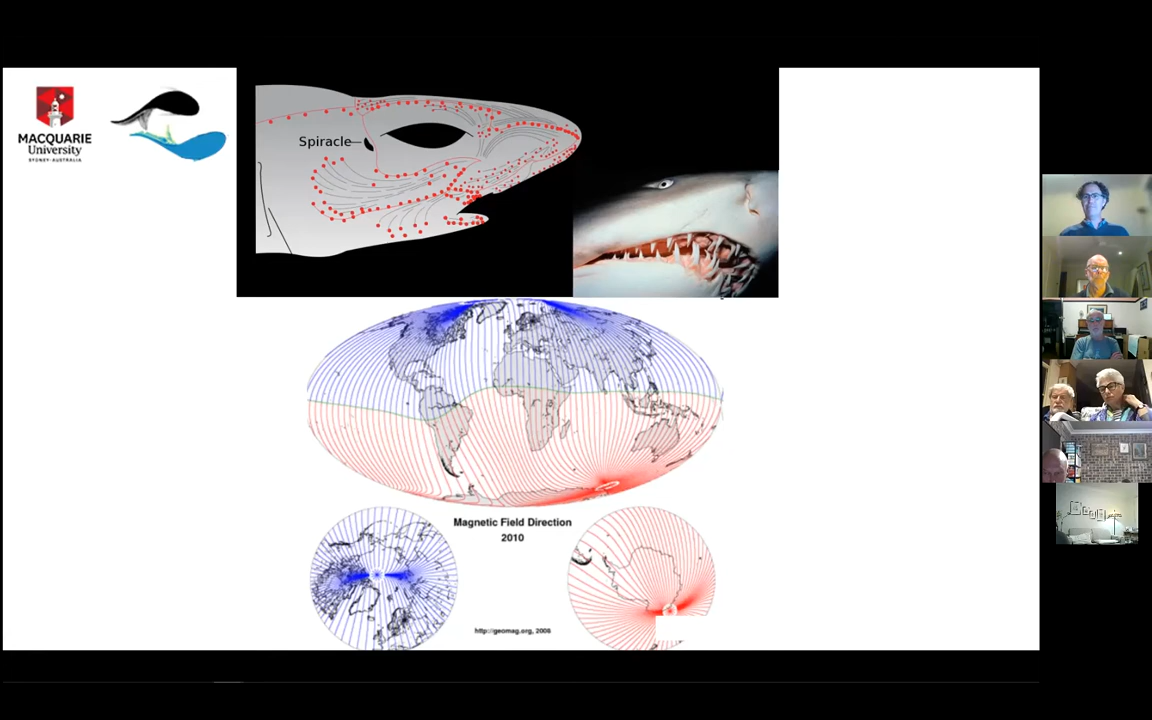 MACQUARIE
University
SYDNEY-AUSTRALIA
Spiracle
Magnetic Field Direction
2010
http://geomag.org, 2008